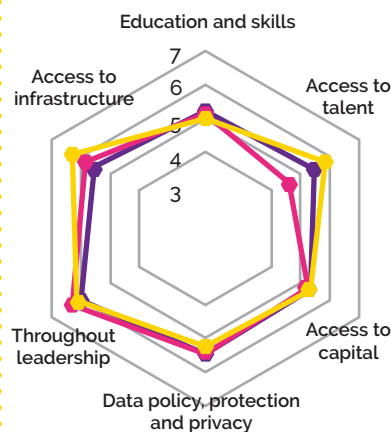 Education and skills
7
6
5
4
3
Access to
talent
Access to
capital
Data policy, protection
and privacy
Throughout
leadership
Access to
infrastructure